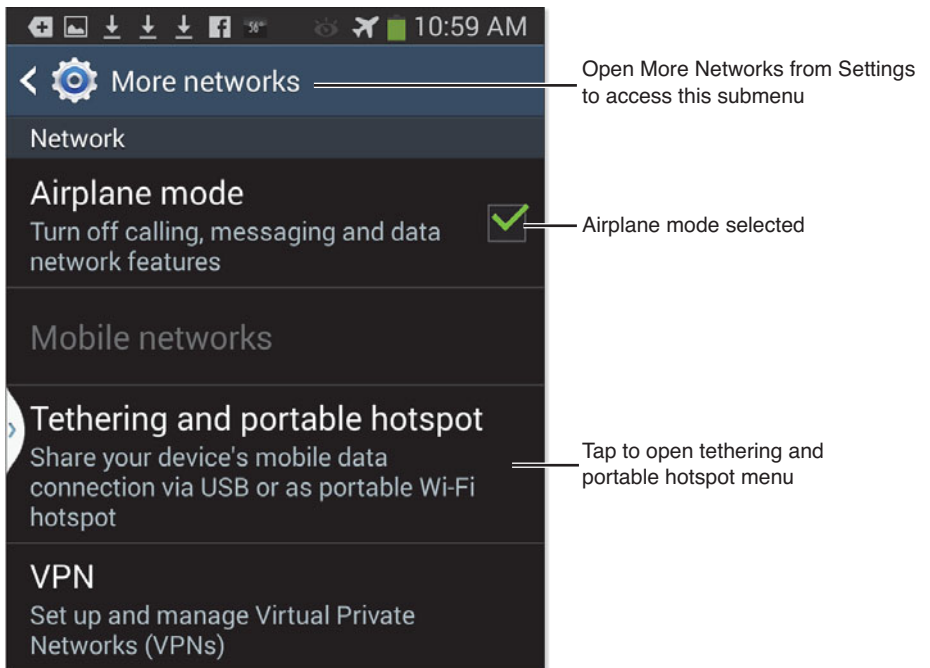 56°
10:59 AM
More networks
Open More Networks from Settings
to access this submenu
Network
Airplane mode
Turn off calling, messaging and data
network features
Airplane mode selected
Mobile networks
Tethering and portable hotspot
Share your device's mobile data
connection via USB or as portable Wi-Fi
hotspot
Tap to open tethering and
portable hotspot menu
VPN
Set up and manage Virtual Private
Networks (VPNs)